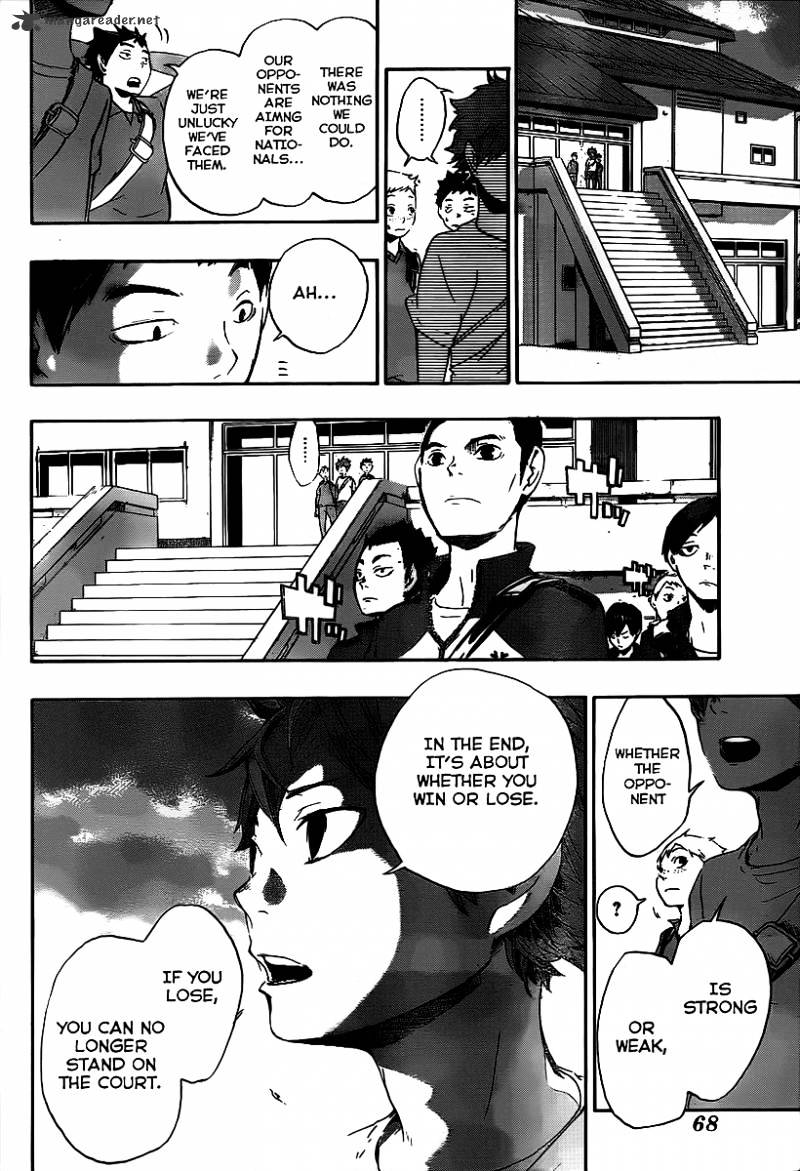 mangareader.net
........
THERE
WAS
NOTHING
WE
COULD
DO.
OUR
OPPO-
NENTS
ARE
AIMNG
FOR
NATIO-
NALS...
WE'RE
JUST
UNLUCKY
WE'VE
FACED
THEM.
AH...
......
WHETHER
THE
OPPO-
NENT
?
IS
STRONG
OR
WEAK,
IN THE END,
IT'S ABOUT
WHETHER YOU
WIN OR LOSE.
IF YOU
LOSE,
YOU CAN NO
LONGER
STAND ON
THE COURT.
68